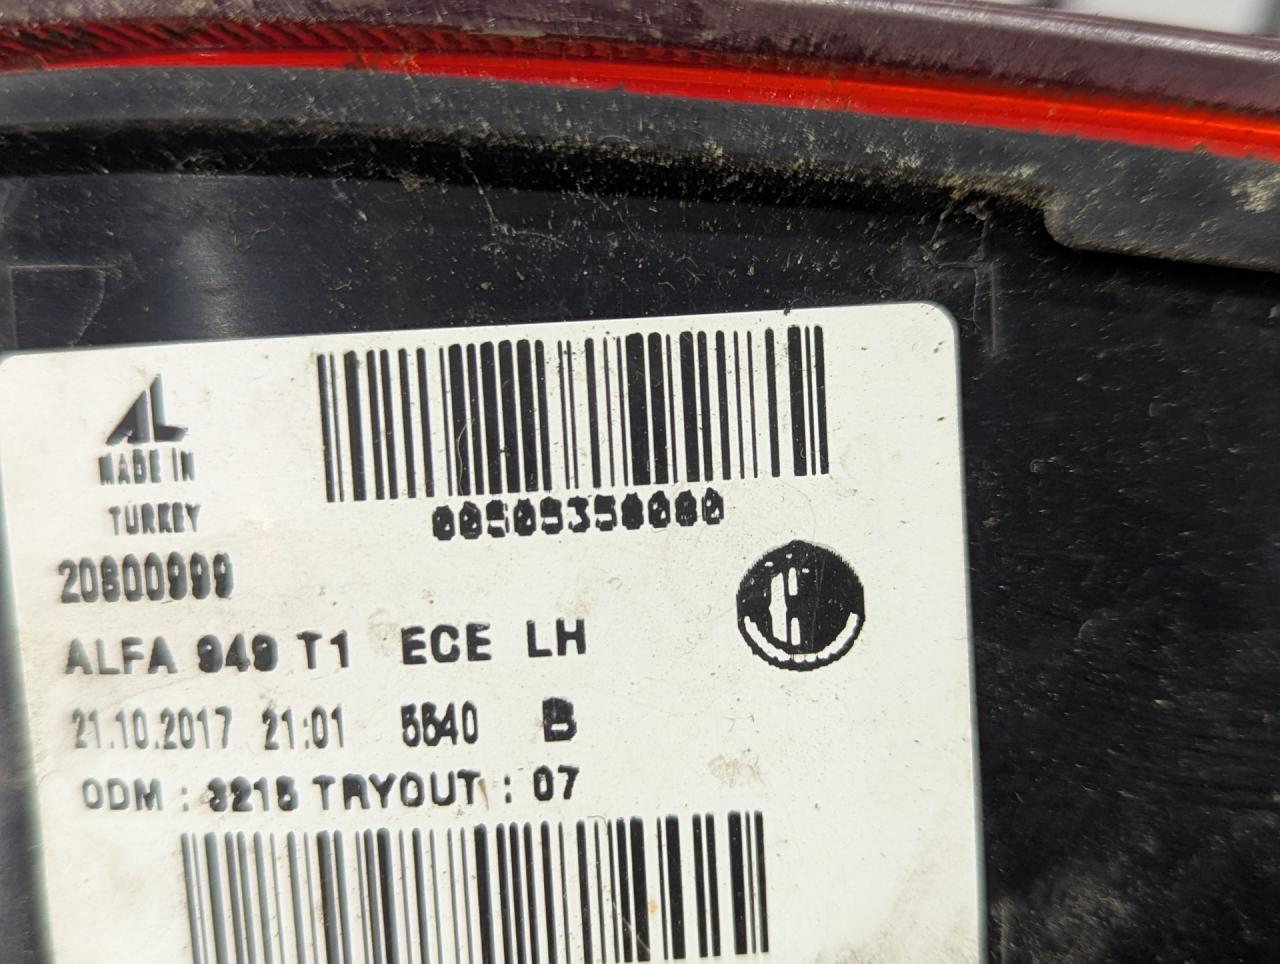 AL
MADE IN
TURKEY
00505358080
20800999
ALFA 949 T1 ECE LH
21.10.2017 21:01 5540 B
ODM : 3215 TRYOUT : 07